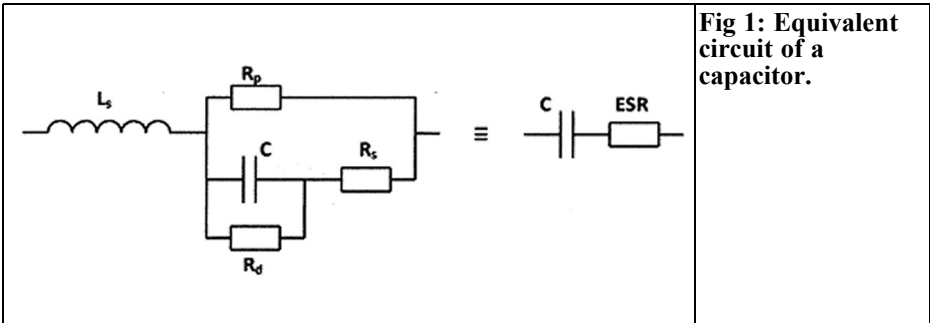 Fig 1: Equivalent
circuit of a
capacitor.
Rp
Ls
C
Rs
Rd
≡
C
ESR